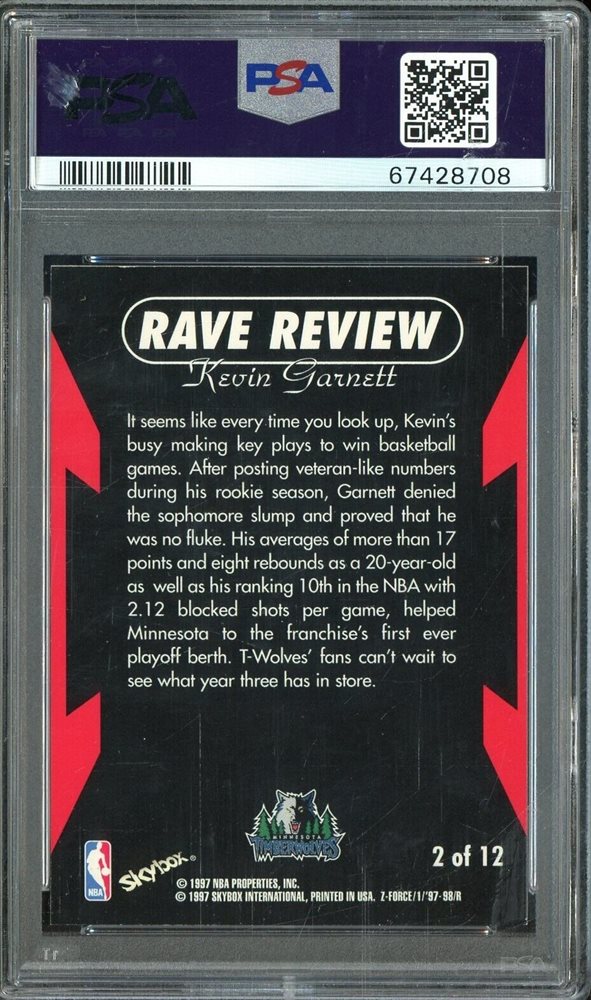 PSA
PSA
67428708
RAVE REVIEW
Kevin Garnett
It seems like every time you look up, Kevin's
busy making key plays to win basketball
games. After posting veteran-like numbers
during his rookie season, Garnett denied
the sophomore slump and proved that he
was no fluke. His averages of more than 17
points and eight rebounds as a 20-year-old
as well as his ranking 10th in the NBA with
2.12 blocked shots per game, helped
Minnesota to the franchise's first ever
playoff berth. T-Wolves' fans can't wait to
see what year three has in store.
MINNESOTA
TIMBERWOLVES
2 of 12
NBA
SkyBox®
© 1997 NBA PROPERTIES, INC.
© 1997 SKYBOX INTERNATIONAL, PRINTED IN USA. Z-FORCE/1/'97-98/R
PSA